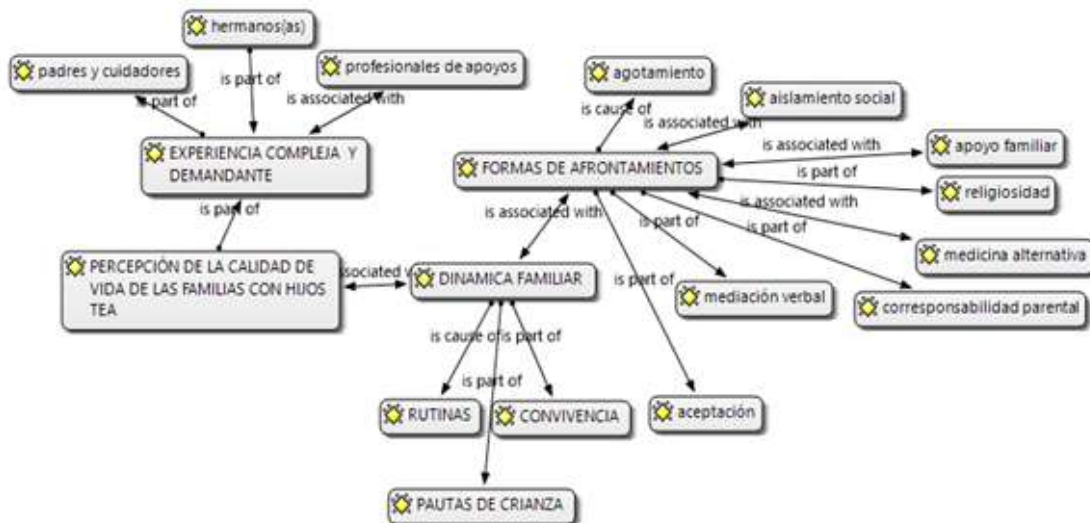 hermanos(as)
padres y cuidadores
profesionales de apoyos
agotamiento
aislamiento social
part of
is part of
is associated with
is cause of
is associated with
EXPERIENCIA COMPLEJA Y
DEMANDANTE
FORMAS DE AFRONTAMIENTOS
is associated with
apoyo familiar
is part of
religiosidad
is part of
is associated with
is associated with
is part of
is part of
medicina alternativa
PERCEPCIÓN DE LA CALIDAD DE
VIDA DE LAS FAMILIAS CON HIJOS
TEA
associated
DINAMICA FAMILIAR
is part of
mediación verbal
corresponsabilidad parental
is cause of
is part of
is part of
RUTINAS
CONVIVENCIA
aceptación
PAUTAS DE CRIANZA